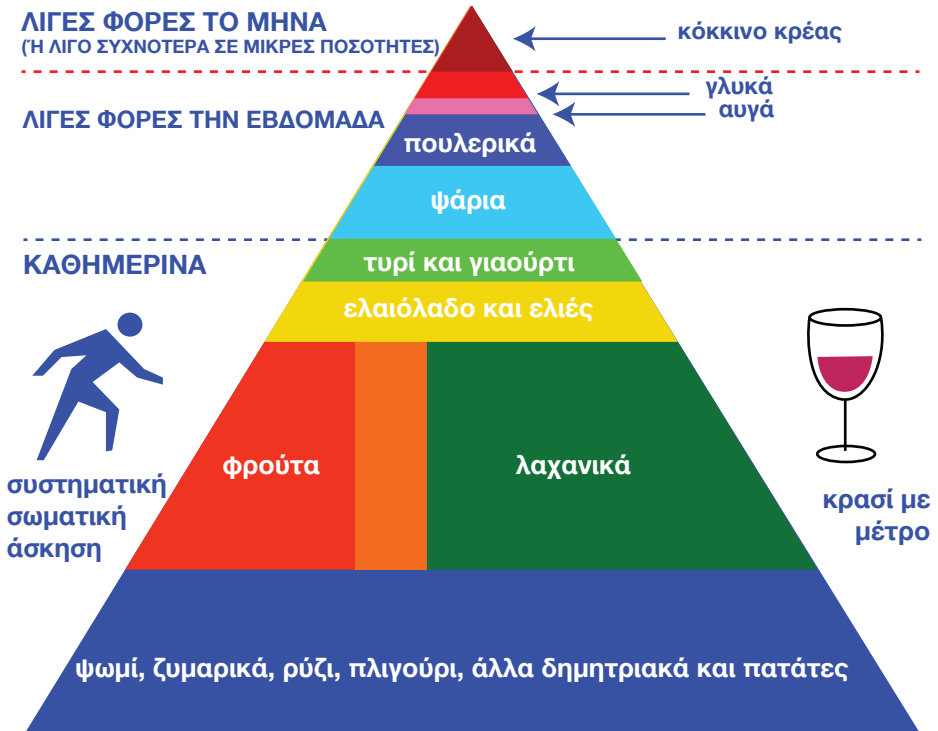 ΛΙΓΕΣ ΦΟΡΕΣ ΤΟ ΜΗΝΑ
(Ή ΛΙΓΟ ΣΥΧΝΟΤΕΡΑ ΣΕ ΜΙΚΡΕΣ ΠΟΣΟΤΗΤΕΣ)
κόκκινο κρέας
γλυκά
αυγά
ΛΙΓΕΣ ΦΟΡΕΣ ΤΗΝ ΕΒΔΟΜΑΔΑ
πουλερικά
ψάρια
ΚΑΘΗΜΕΡΙΝΑ
τυρί και γιαούρτι
ελαιόλαδο και ελιές
φρούτα
λαχανικά
συστηματική
σωματική
άσκηση
κρασί με
μέτρο
ψωμί, ζυμαρικά, ρύζι, πλιγούρι, άλλα δημητριακά και πατάτες